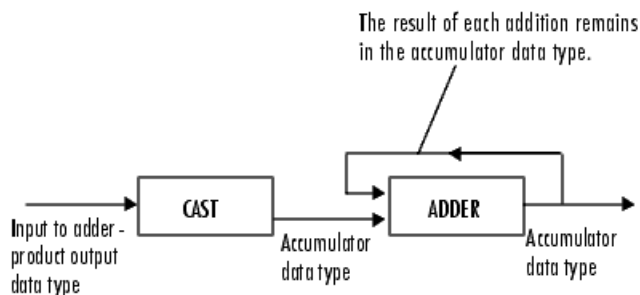 The result of each addition remains
in the accumulator data type.
CAST
ADDER
Input to adder -
product output
data type
Accumulator
data type
Accumulator
data type